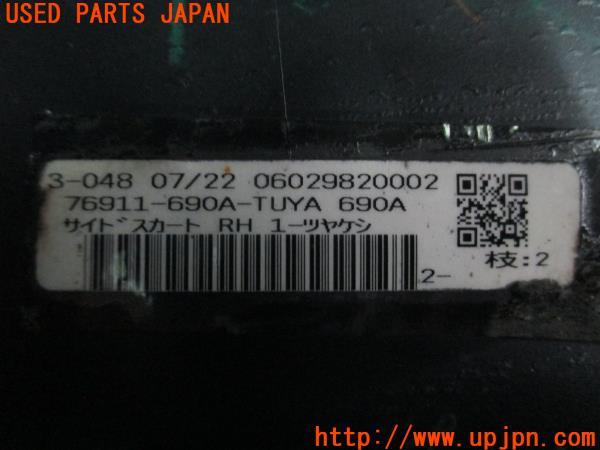 USED PARTS JAPAN
3-048 07/22 06029820002
76911-690A-TUYA 690A
サイドスカート RH 1-ツヤケシ
枝:2
2-
http://www.upjpn.com/